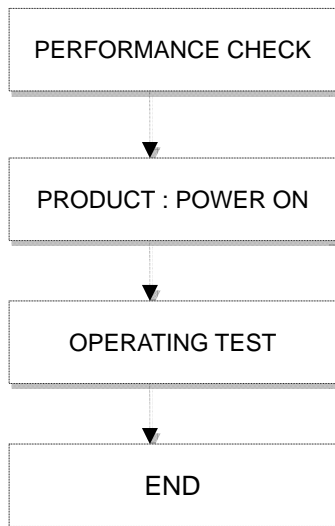 PERFORMANCE CHECK
PRODUCT : POWER ON
OPERATING TEST
END